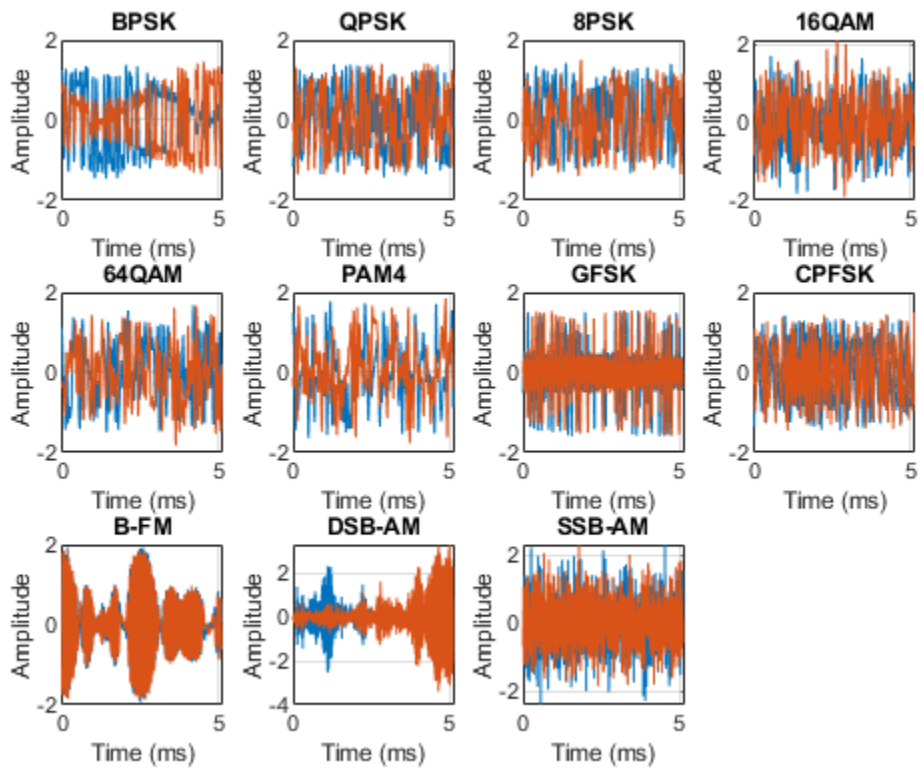 BPSK QPSK 8PSK 16QAM
2 2 2 2
Amplitude Amplitude Amplitude Amplitude
0 0 0 0
-2 -2 -2 -2
0 5 0 5 0 5 0 5
Time (ms) Time (ms) Time (ms) Time (ms)
64QAM PAM4 GFSK CPFSK
2 2 2 2
Amplitude Amplitude Amplitude Amplitude
0 0 0 0
-2 -2 -2 -2
0 5 0 5 0 5 0 5
Time (ms) Time (ms) Time (ms) Time (ms)
B-FM DSB-AM SSB-AM
2 2 2
Amplitude Amplitude Amplitude
0 0 0
-2 -2 -2
-4
0 5 0 5 0 5
Time (ms) Time (ms) Time (ms)